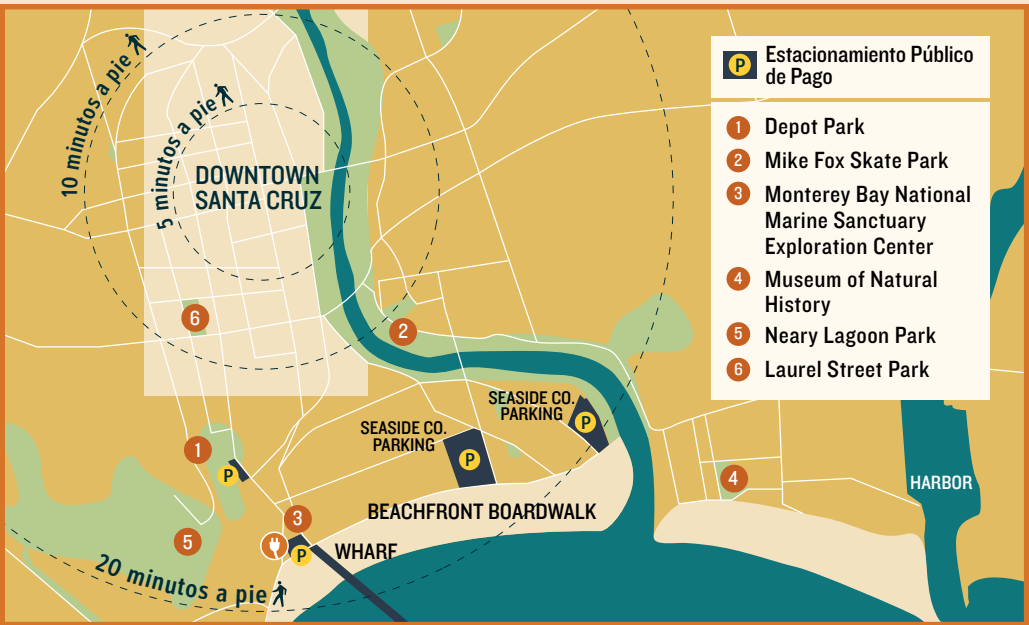 10 minutos a pie
5 minutos a pie
DOWNTOWN
SANTA CRUZ
P
Estacionamiento Público
de Pago
1 Depot Park
2 Mike Fox Skate Park
3 Monterey Bay National
Marine Sanctuary
Exploration Center
4 Museum of Natural
History
5 Neary Lagoon Park
6 Laurel Street Park
6
2
SEASIDE CO.
PARKING
P
SEASIDE CO.
PARKING
P
1
P
4
HARBOR
BEACHFRONT BOARDWALK
3
5
P
WHARF
20 minutos a pie